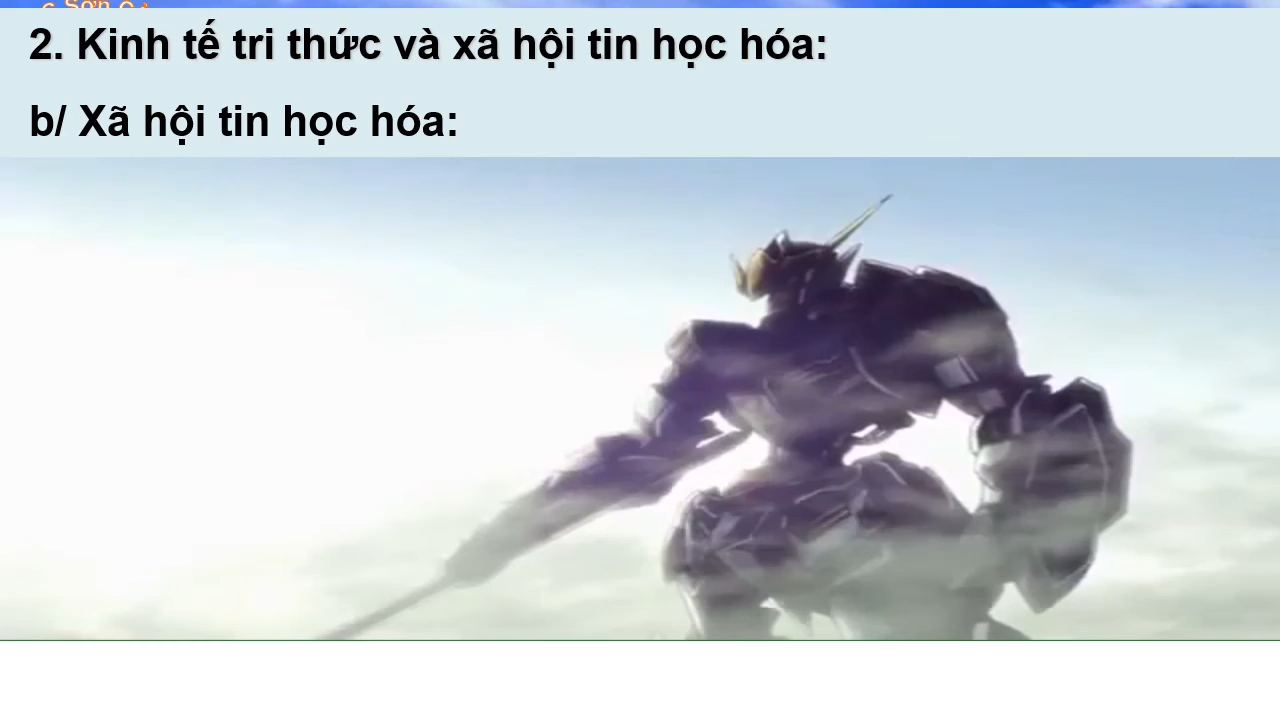 2. Kinh tế tri thức và xã hội tin học hóa:
b/ Xã hội tin học hóa: